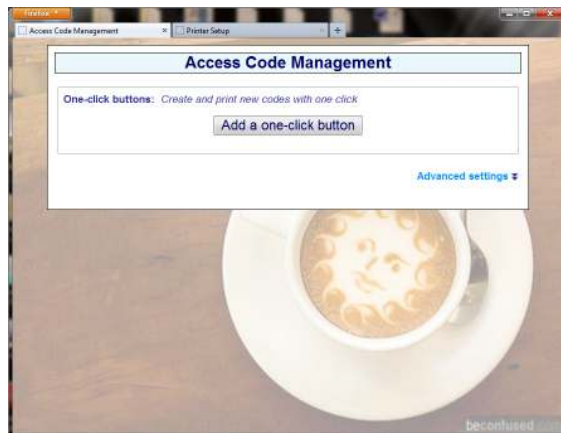 Firefox
Access Code Management
Printer Setup
Access Code Management
One-click buttons: Create and print new codes with one click
Add a one-click button
Advanced settings
beconfused